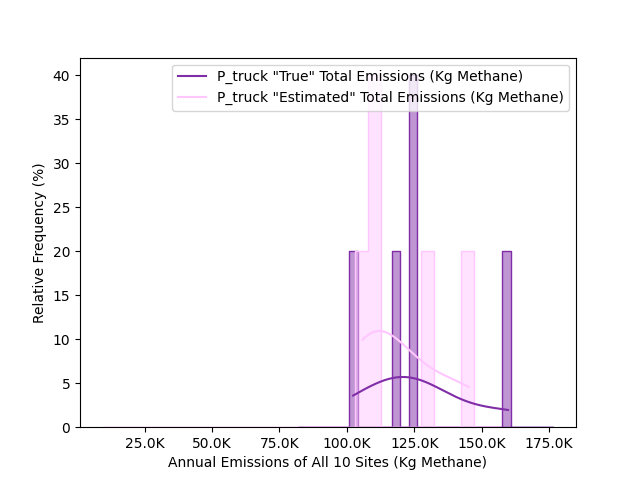 P_truck "True" Total Emissions (Kg Methane)
P_truck "Estimated" Total Emissions (Kg Methane)
40
35
30
25
20
15
10
5
0
Relative Frequency (%)
25.0K 50.0K 75.0K 100.0K 125.0K 150.0K 175.0K
Annual Emissions of All 10 Sites (Kg Methane)